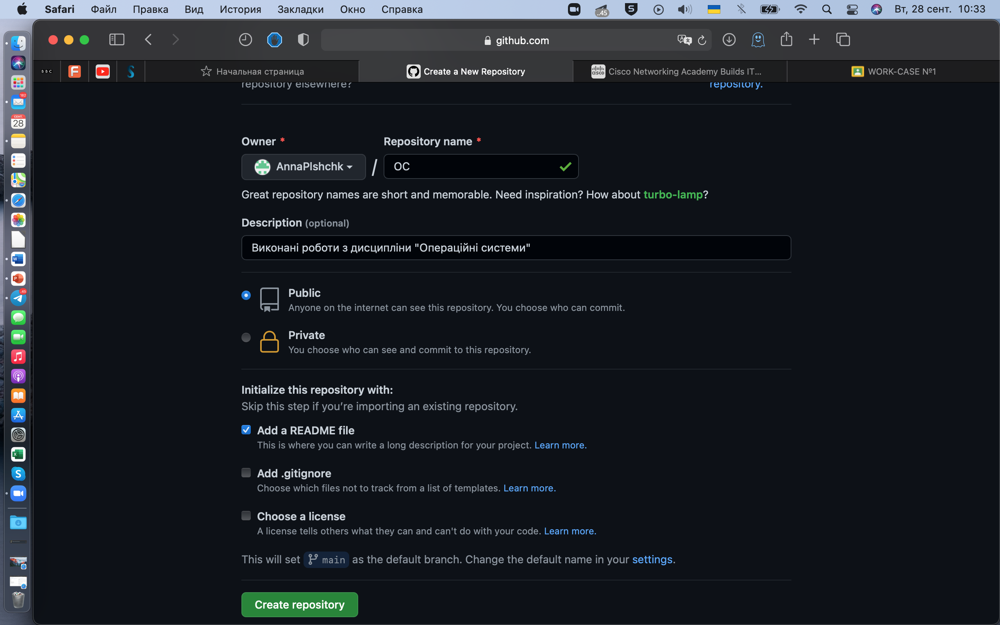 Safari Файл Правка Вид История Закладки Окно Справка ..45 S Вт, 28 сент. 10:33
github.com
BBC F S Начальная страница Create a New Repository Cisco Networking Academy Builds IT... WORK-CASE №1
repository elsewhere? repository.
182
СЕНТ.
28
..45
Owner * Repository name *
AnnaPlshchk / ОС
Great repository names are short and memorable. Need inspiration? How about turbo-lamp?
Description (optional)
Виконані роботи з дисципліни "Операційні системи"
Public
Anyone on the internet can see this repository. You choose who can commit.
Private
You choose who can see and commit to this repository.
Initialize this repository with:
Skip this step if you’re importing an existing repository.
Add a README file
This is where you can write a long description for your project. Learn more.
Add .gitignore
Choose which files not to track from a list of templates. Learn more.
Choose a license
A license tells others what they can and can't do with your code. Learn more.
This will set main as the default branch. Change the default name in your settings.
Create repository